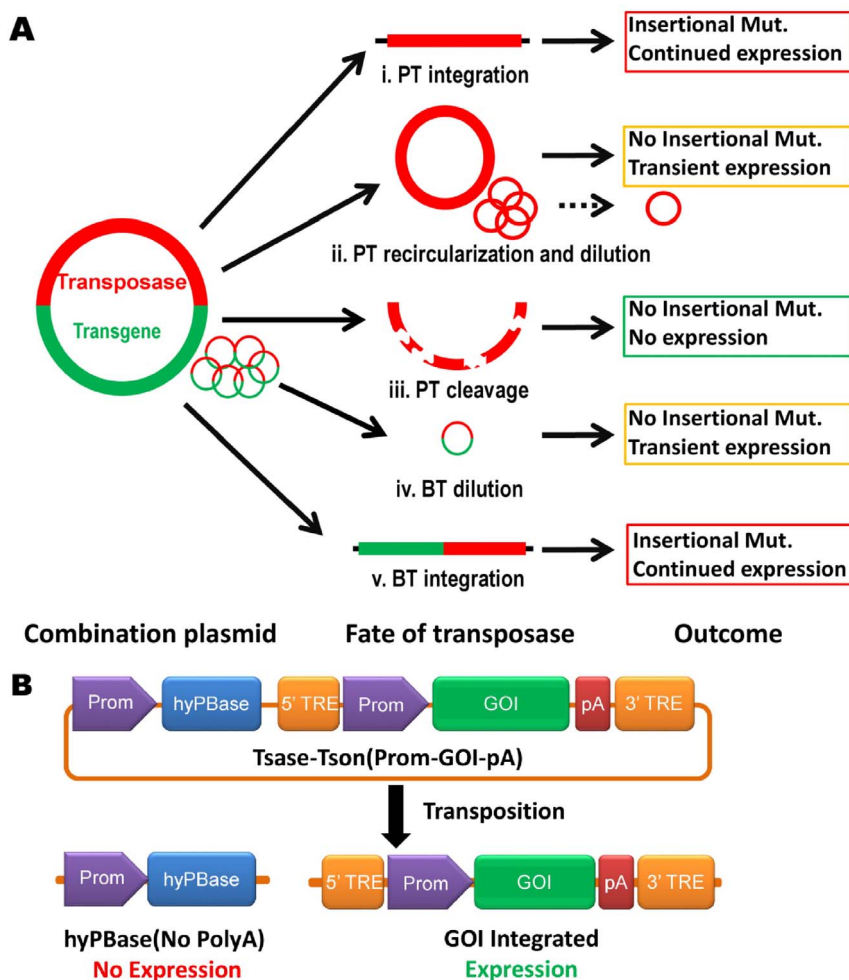 A
Transposase
Transgene
i. PT integration
Insertional Mut.
Continued expression
ii. PT recircularization and dilution
No Insertional Mut.
Transient expression
iii. PT cleavage
No Insertional Mut.
No expression
iv. BT dilution
No Insertional Mut.
Transient expression
v. BT integration
Insertional Mut.
Continued expression
Combination plasmid Fate of transposase Outcome
B
Prom hyPBase 5' TRE Prom GOI pA 3' TRE
Tsase-Tson(Prom-GOI-pA)
Transposition
Prom hyPBase
5' TRE Prom GOI pA 3' TRE
hyPBase(No PolyA)
No Expression
GOI Integrated
Expression